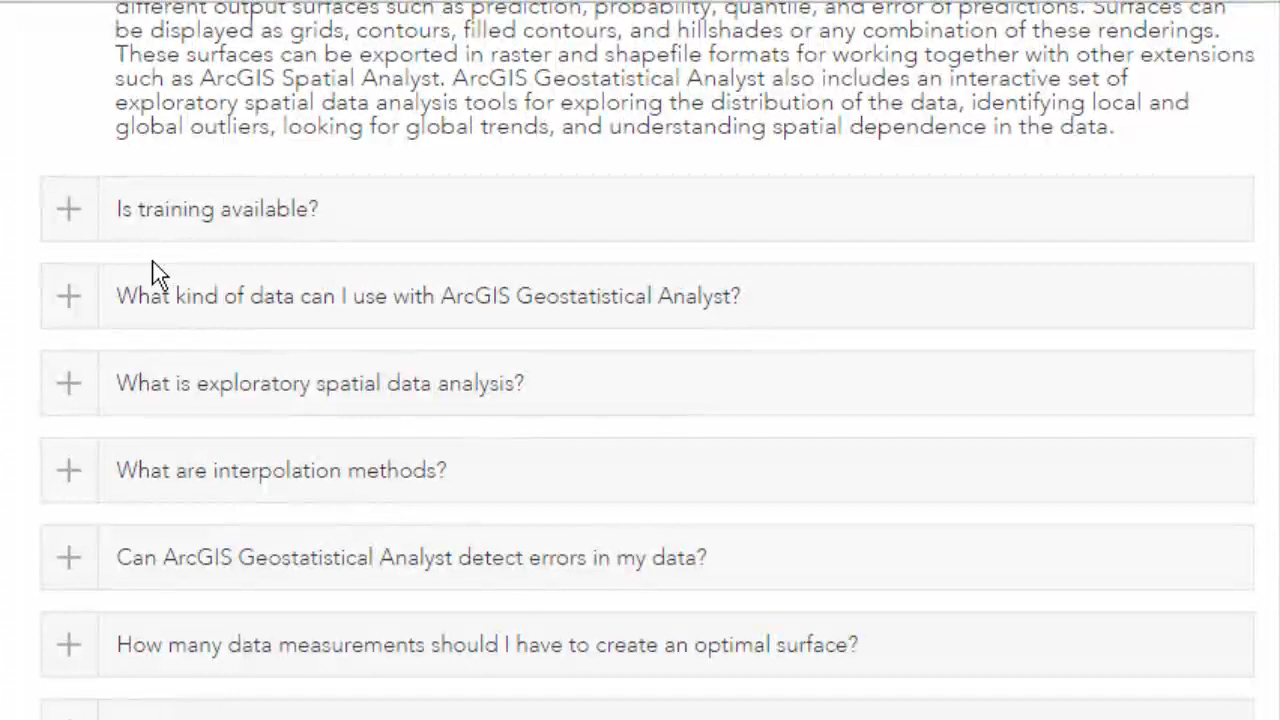 different output surfaces such as prediction, probability, quantile, and error of predictions. Surfaces can
be displayed as grids, contours, filled contours, and hillshades or any combination of these renderings.
These surfaces can be exported in raster and shapefile formats for working together with other extensions
such as ArcGIS Spatial Analyst. ArcGIS Geostatistical Analyst also includes an interactive set of
exploratory spatial data analysis tools for exploring the distribution of the data, identifying local and
global outliers, looking for global trends, and understanding spatial dependence in the data.
Is training available?
What kind of data can I use with ArcGIS Geostatistical Analyst?
What is exploratory spatial data analysis?
What are interpolation methods?
Can ArcGIS Geostatistical Analyst detect errors in my data?
How many data measurements should I have to create an optimal surface?